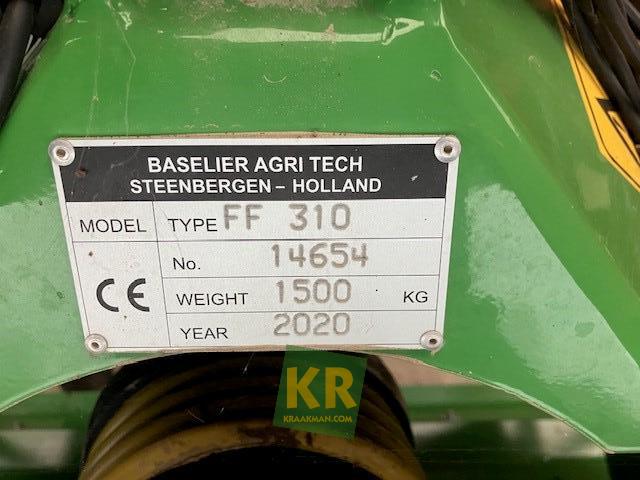 BASELIER AGRI TECH
STEENBERGEN – HOLLAND
MODEL TYPE FF 310
No. 14654
CE
WEIGHT 1500 KG
YEAR 2020
KR
KRAAKMAN.COM